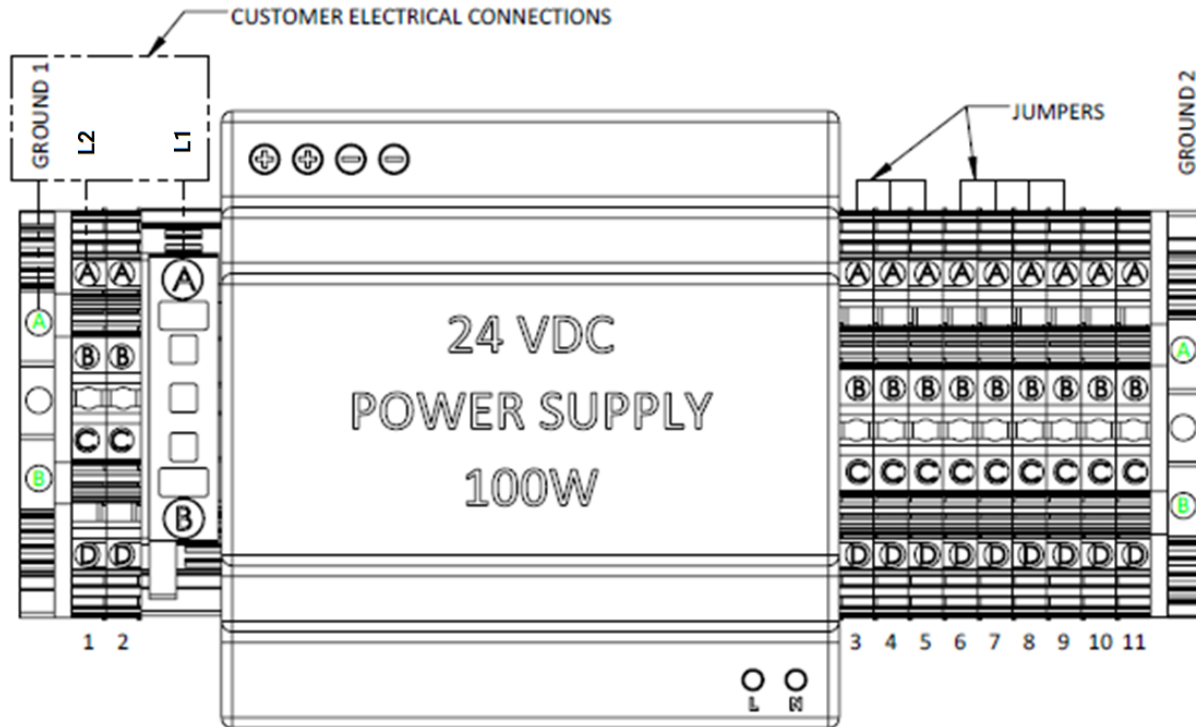 CUSTOMER ELECTRICAL CONNECTIONS
GROUND 1
L2
L1
JUMPERS
GROUND 2
A A A A A A A A A A A A
A A
B B B B B B B B B B B
24 VDC
POWER SUPPLY
100W
C C C C C C C C C C C
B B B
D D D D D D D D D D D
1 2 3 4 5 6 7 8 9 10 11
L N